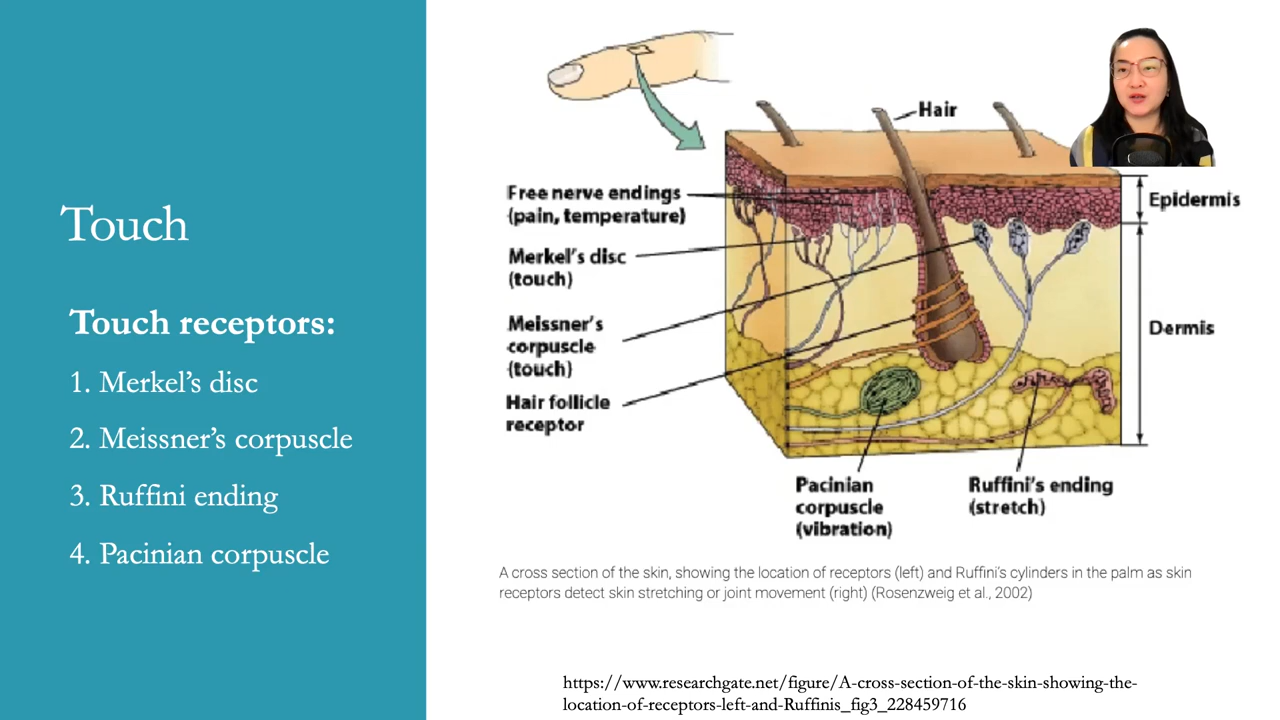 Touch
Touch receptors:
1. Merkel’s disc
2. Meissner’s corpuscle
3. Ruffini ending
4. Pacinian corpuscle
Hair
Free nerve endings
(pain, temperature)
Merkel’s disc
(touch)
Meissner’s
corpuscle
(touch)
Hair follicle
receptor
Pacinian
corpuscle
(vibration)
Ruffini’s ending
(stretch)
Epidermis
Dermis
A cross section of the skin, showing the location of receptors (left) and Ruffini’s cylinders in the palm as skin
receptors detect skin stretching or joint movement (right) (Rosenzweig et al., 2002)
https://www.researchgate.net/figure/A-cross-section-of-the-skin-showing-the-
location-of-receptors-left-and-Ruffinis_fig3_228459716